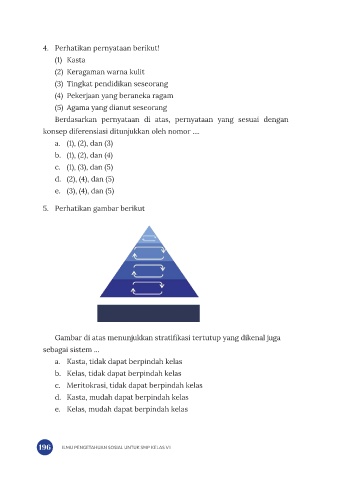 4. Perhatikan pernyataan berikut!
(1) Kasta
(2) Keragaman warna kulit
(3) Tingkat pendidikan seseorang
(4) Pekerjaan yang beraneka ragam
(5) Agama yang dianut seseorang
Berdasarkan pernyataan di atas, pernyataan yang sesuai dengan
konsep diferensiasi ditunjukkan oleh nomor ....
a. (1), (2), dan (3)
b. (1), (2), dan (4)
c. (1), (3), dan (5)
d. (2), (4), dan (5)
e. (3), (4), dan (5)
5. Perhatikan gambar berikut
Gambar di atas menunjukkan stratifikasi tertutup yang dikenal juga
sebagai sistem ...
a. Kasta, tidak dapat berpindah kelas
b. Kelas, tidak dapat berpindah kelas
c. Meritokrasi, tidak dapat berpindah kelas
d. Kasta, mudah dapat berpindah kelas
e. Kelas, mudah dapat berpindah kelas
196 ILMU PENGETAHUAN SOSIAL UNTUK SMP KELAS VII